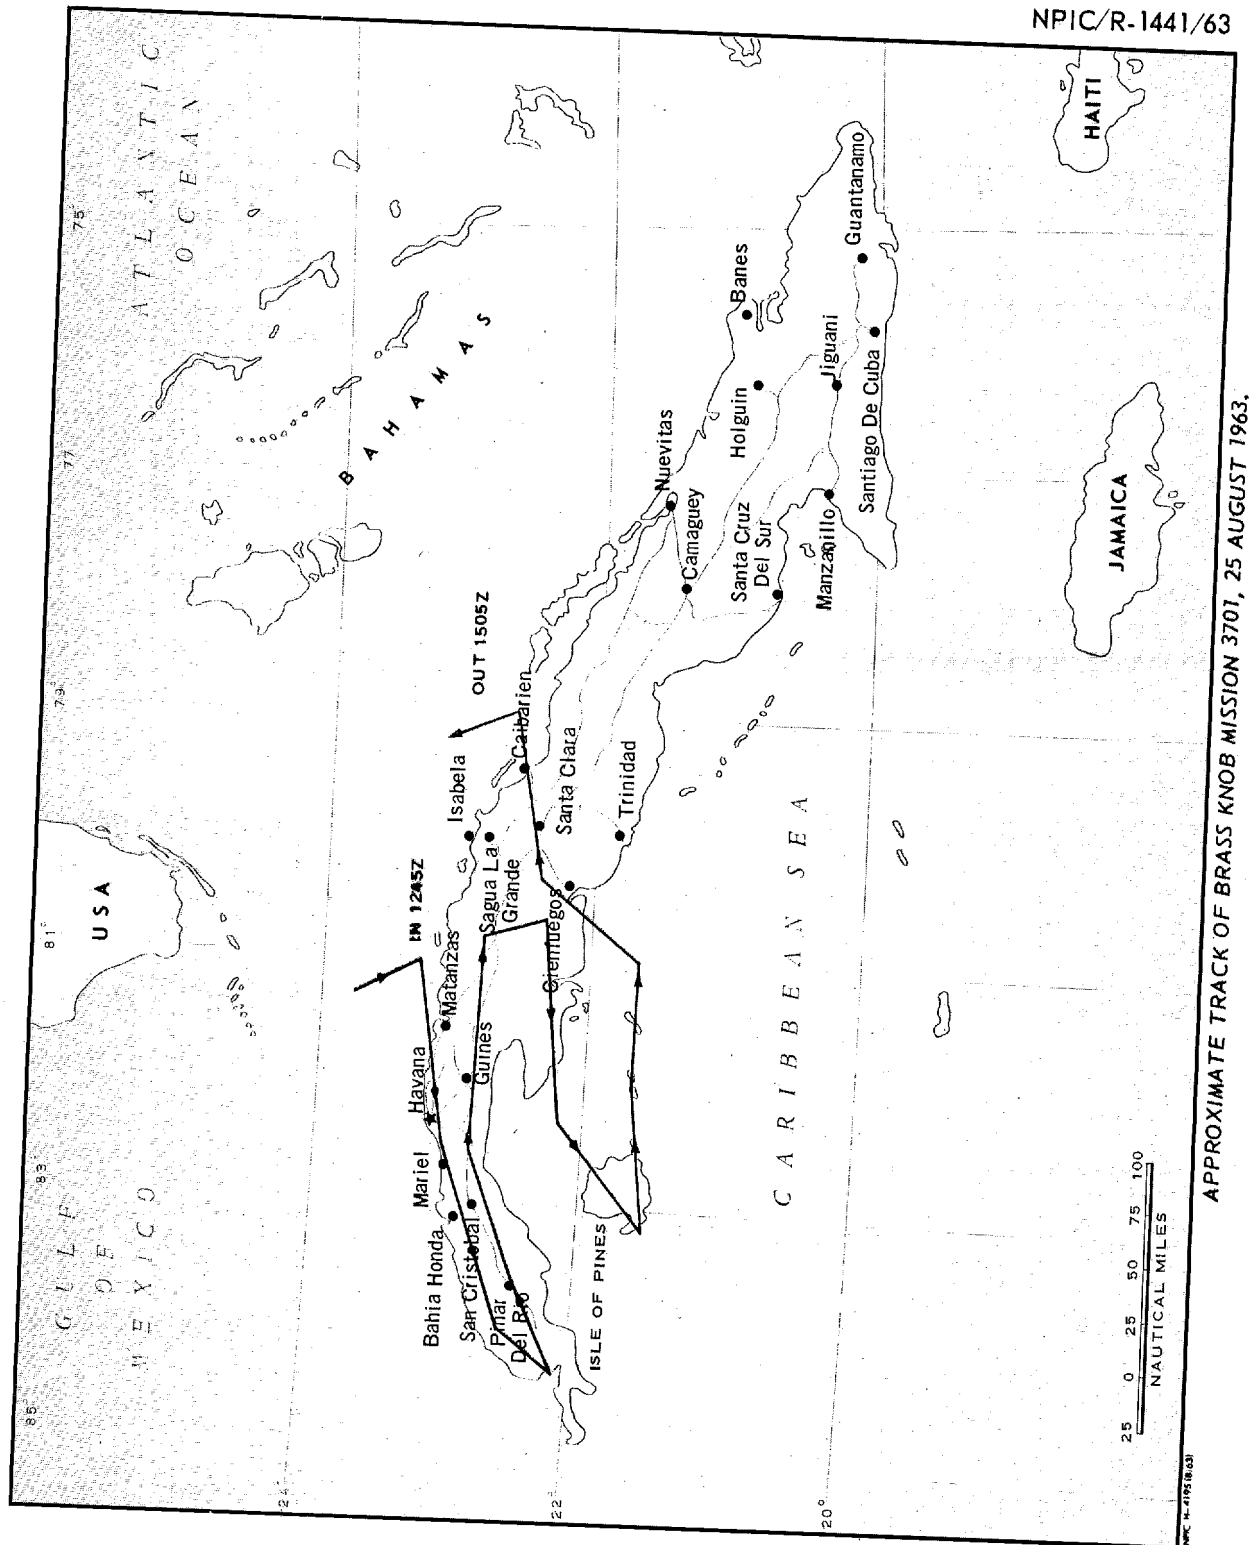 NPIC/R-1441/63
85
83
81°
79
77
75
24°
22°
20°
GULF
OF
MEXICO
USA
ATLANTIC
OCEAN
BAHAMAS
IN 1245Z
OUT 1505Z
Havana
Matanzas
Mariel
Bahia Honda
Guines
San Cristobal
Pinar
Del Rio
ISLE OF PINES
Isabela
Sagua La
Grande
Caibarien
Santa Clara
Cienfuegos
Trinidad
Nuevitas
Camaguey
Santa Cruz
Del Sur
Manzanillo
Holguin
Banes
Jiguani
Santiago De Cuba
Guantanamo
CARIBBEAN SEA
JAMAICA
HAITI
25 0 25 50 75 100
NAUTICAL MILES
APPROXIMATE TRACK OF BRASS KNOB MISSION 3701, 25 AUGUST 1963.